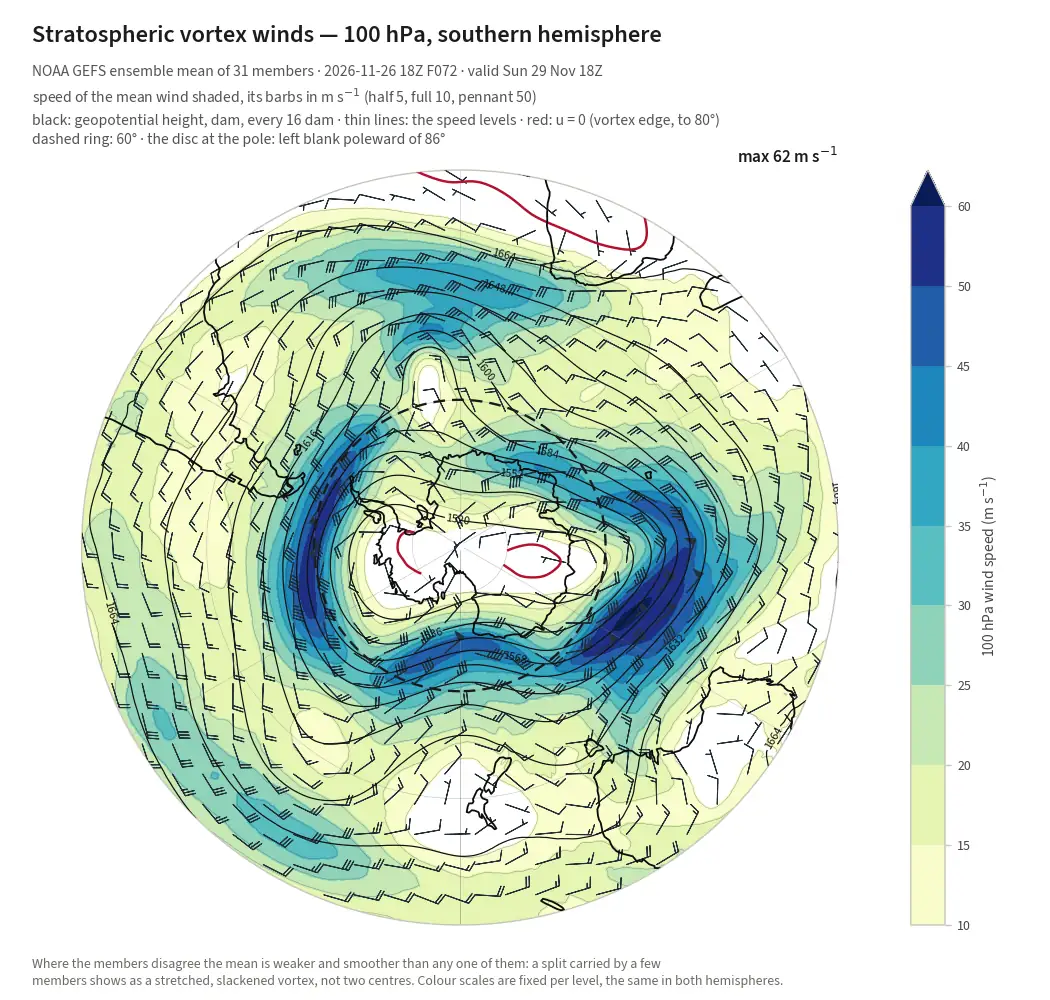 Stratospheric vortex winds — 100 hPa, southern hemisphere
NOAA GEFS ensemble mean of 31 members · 2026-11-26 18Z F072 · valid Sun 29 Nov 18Z
speed of the mean wind shaded, its barbs in m s⁻¹ (half 5, full 10, pennant 50)
black: geopotential height, dam, every 16 dam · thin lines: the speed levels · red: u = 0 (vortex edge, to 80°)
dashed ring: 60° · the disc at the pole: left blank poleward of 86°
max 62 m s⁻¹
60
50
45
40
35
30
25
20
15
10
100 hPa wind speed (m s⁻¹)
1664
1648
1600
1616
1584
1520
1664
1568
1632
1664
Where the members disagree the mean is weaker and smoother than any one of them: a split carried by a few
members shows as a stretched, slackened vortex, not two centres. Colour scales are fixed per level, the same in both hemispheres.